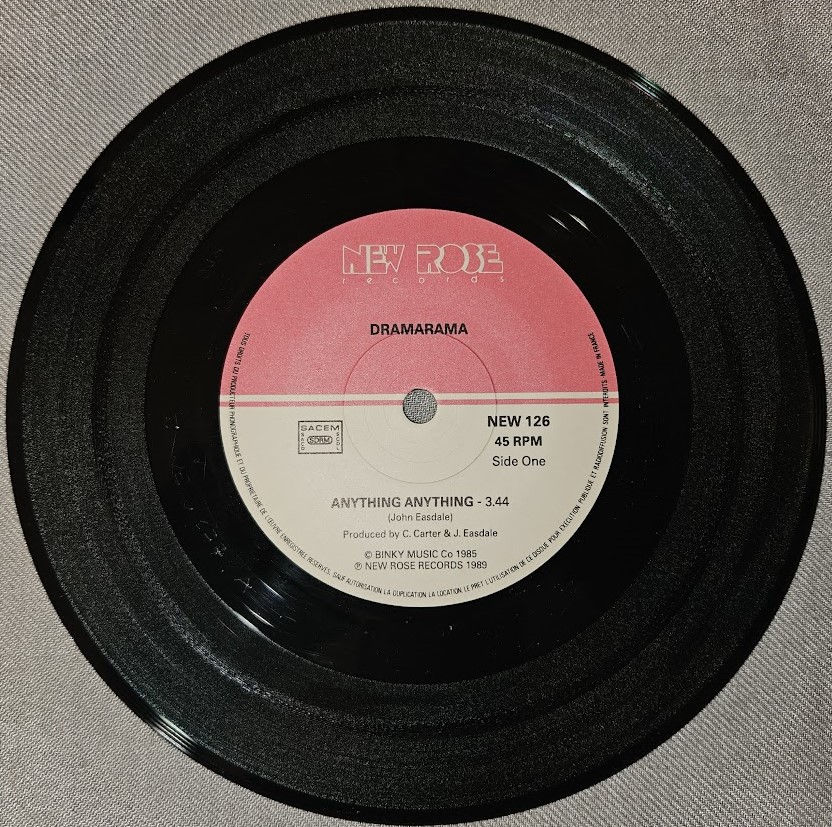 NEW ROSE
records
DRAMARAMA
SACEM
SACD
SDRM
SGDL
NEW 126
45 RPM
Side One
ANYTHING ANYTHING - 3.44
(John Easdale)
Produced by C. Carter & J. Easdale
© BINKY MUSIC Co 1985
℗ NEW ROSE RECORDS 1989
TOUS DROITS DU PRODUCTEUR PHONOGRAPHIQUE ET DU PROPRIETAIRE DE L'ŒUVRE ENREGISTREE RESERVES, SAUF AUTORISATION LA DUPLICATION LA LOCATION LE PRET L'UTILISATION DE CE DISQUE POUR EXECUTION PUBLIQUE ET RADIODIFFUSION SONT INTERDITS. MADE IN FRANCE